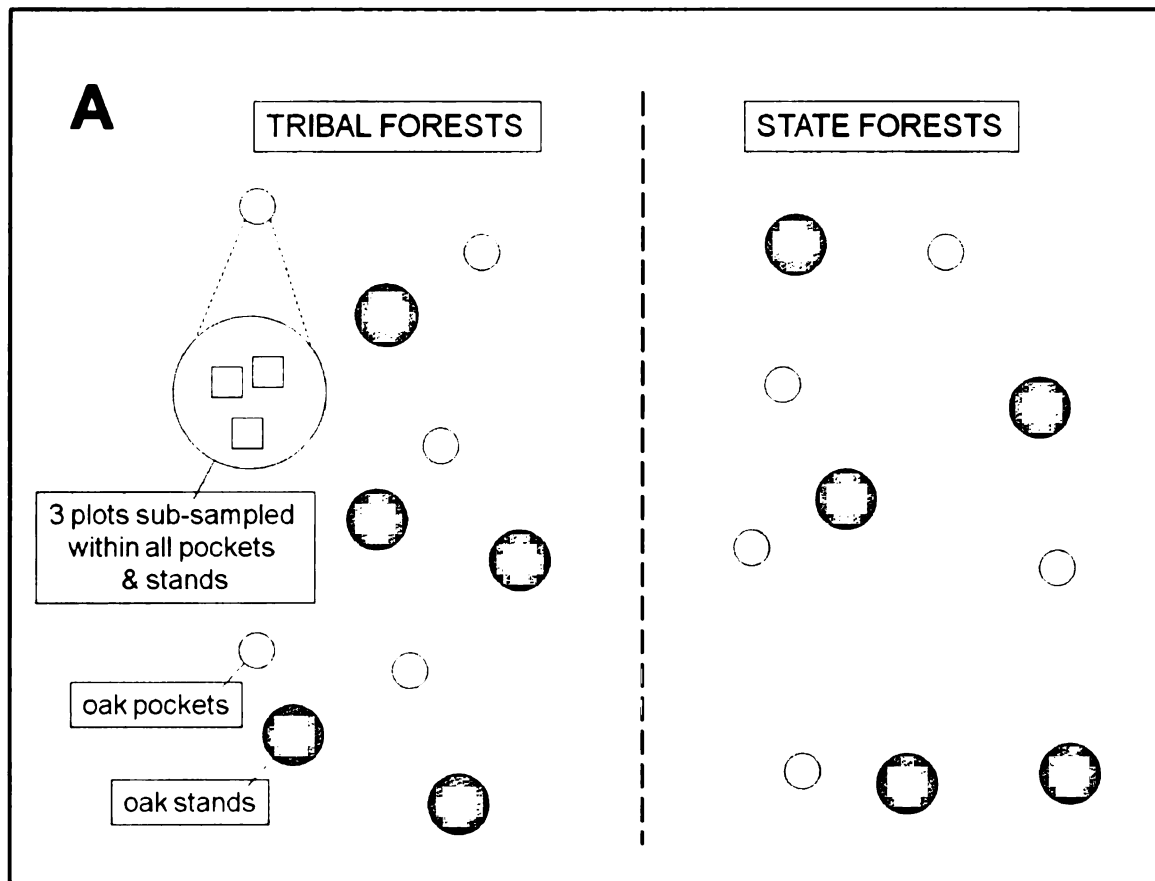 A
TRIBAL FORESTS
STATE FORESTS
3 plots sub-sampled
within all pockets
& stands
oak pockets
oak stands